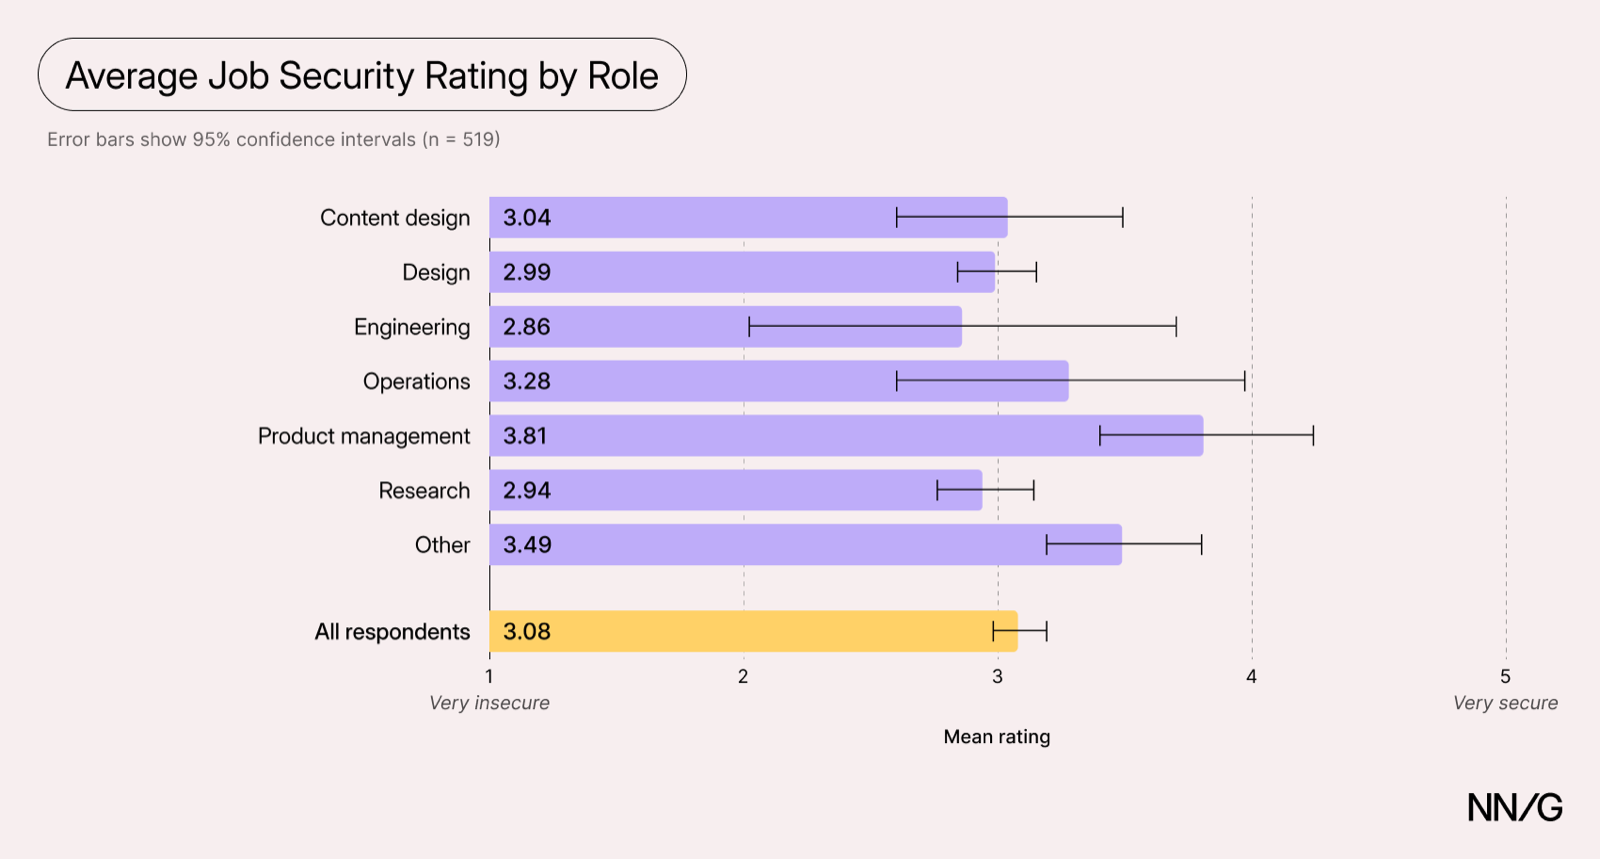 Average Job Security Rating by Role
Error bars show 95% confidence intervals (n = 519)
Content design 3.04
Design 2.99
Engineering 2.86
Operations 3.28
Product management 3.81
Research 2.94
Other 3.49
All respondents 3.08
1 2 3 4 5
Very insecure Very secure
Mean rating
NN/G